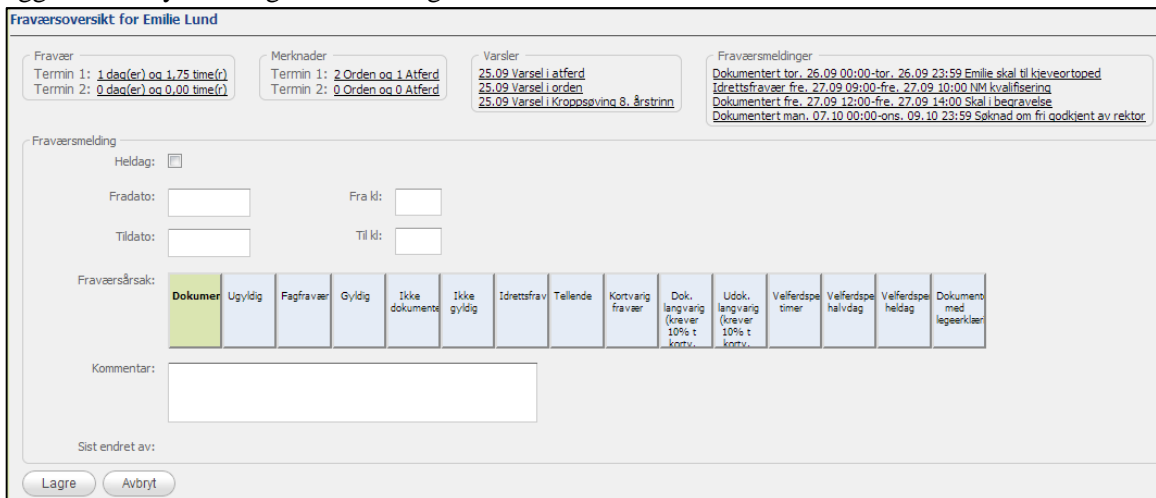 Fraværsoversikt for Emilie Lund
Fravær
Termin 1: 1 dag(er) og 1,75 time(r)
Termin 2: 0 dag(er) og 0,00 time(r)
Merknader
Termin 1: 2 Orden og 1 Atferd
Termin 2: 0 Orden og 0 Atferd
Varsler
25.09 Varsel i atferd
25.09 Varsel i orden
25.09 Varsel i Kroppsøving 8. årstrinn
Fraværsmeldinger
Dokumentert tor. 26.09 00:00-tor. 26.09 23:59 Emilie skal til kjeveortoped
Idrettsfravær fre. 27.09 09:00-fre. 27.09 10:00 NM kvalifisering
Dokumentert fre. 27.09 12:00-fre. 27.09 14:00 Skal i begravelse
Dokumentert man. 07.10 00:00-ons. 09.10 23:59 Søknad om fri godkjent av rektor
Fraværsmelding
Heldag:
Fradato:
Fra kl:
Tildato:
Til kl:
Fraværsårsak:
Dokumer
Ugyldig
Fagfravær
Gyldig
Ikke
dokumente
Ikke
gyldig
Idrettsfrav
Tellende
Kortvarig
fravær
Dok.
langvarig
(krever
10% t
kortv.
Udok.
langvarig
(krever
10% t
kortv.
Velferdspe
timer
Velferdspe
halvdag
Velferdspe
heldag
Dokument
med
legeerklær
Kommentar:
Sist endret av:
Lagre
Avbryt